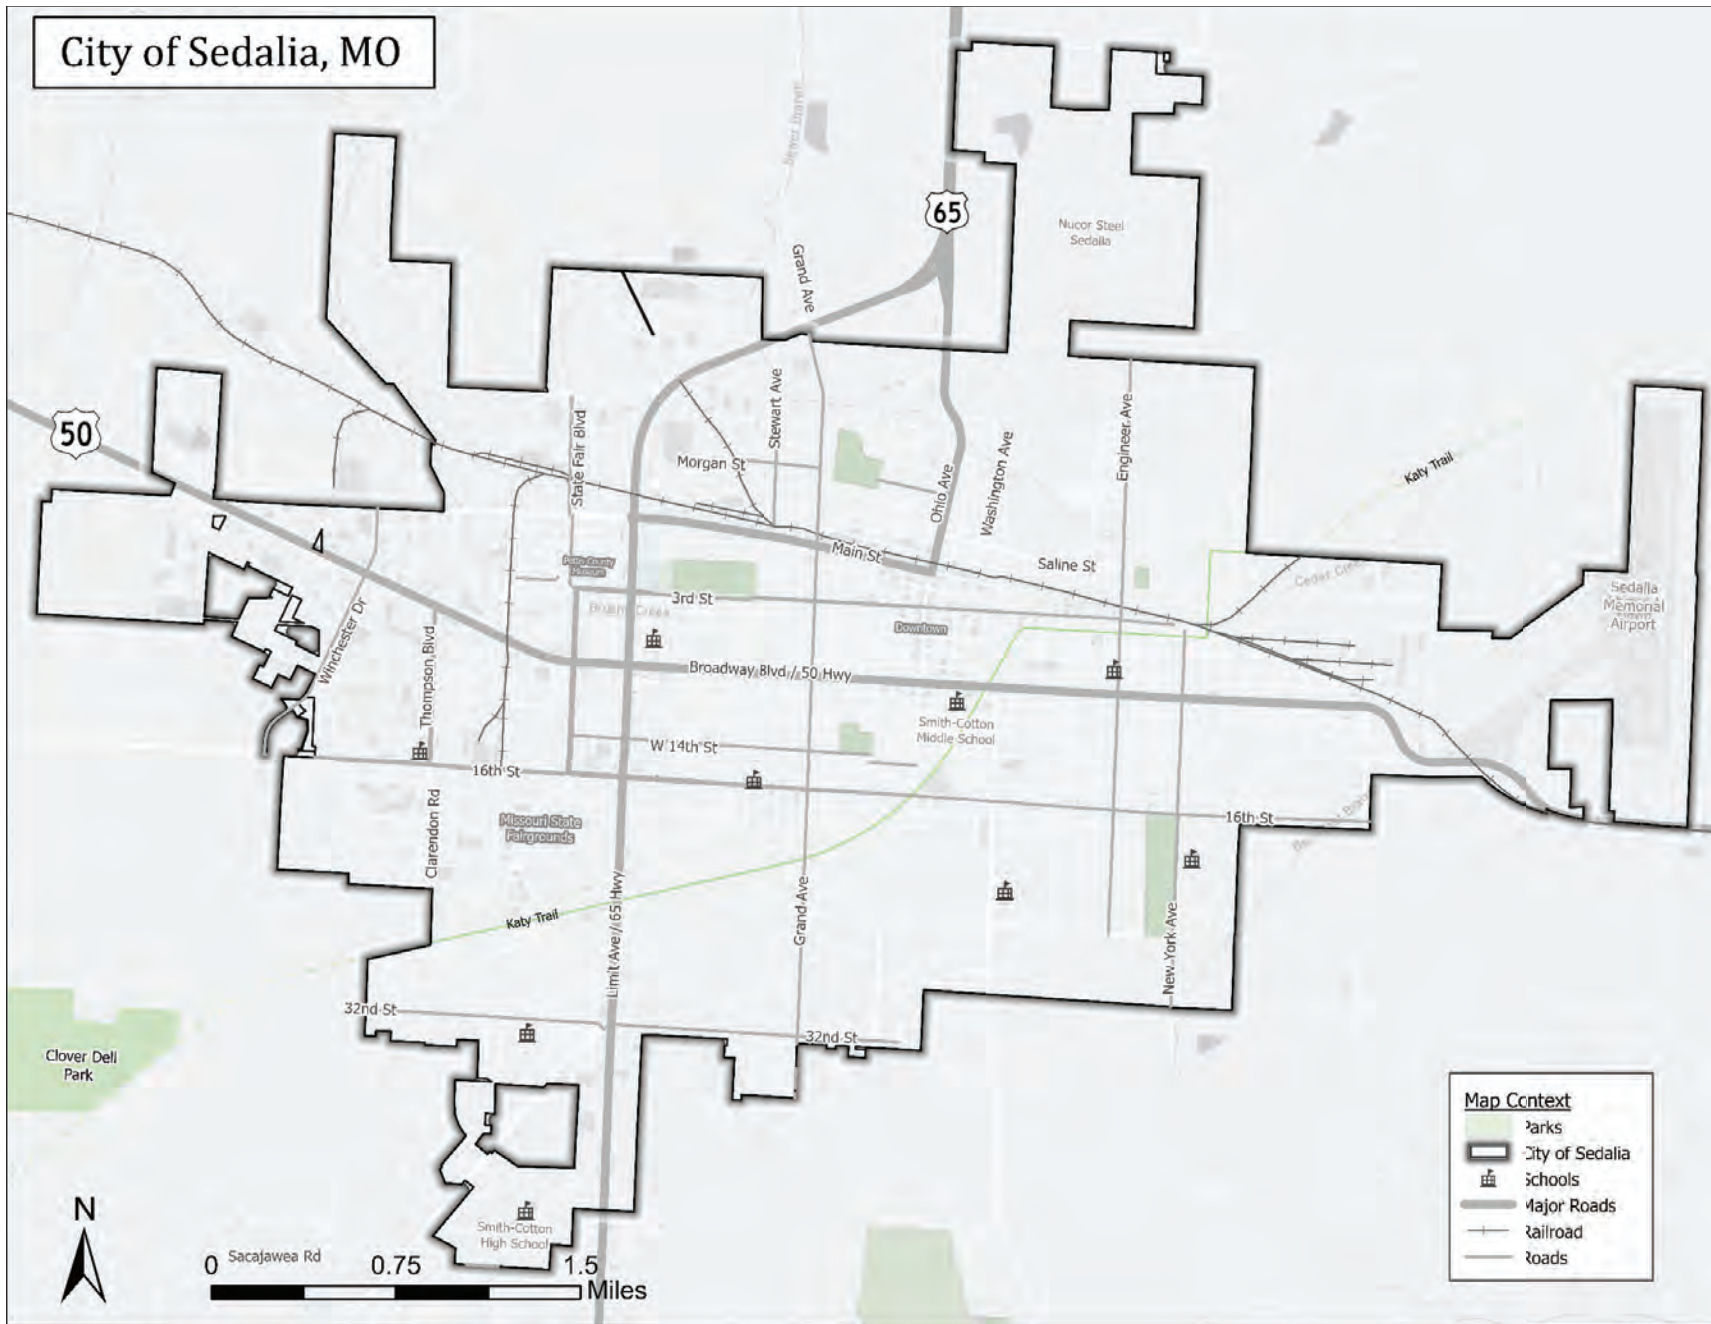 City of Sedalia, MO
Sewer Branch
65
Nucor Steel
Sedalia
Grand Ave
50
State Fair Blvd
Stewart Ave
Morgan St
Ohio Ave
Washington Ave
Engineer Ave
Katy Trail
Main St
Saline St
Pettis County
Museum
3rd St
Downtown
Sedalia
Memorial
Airport
Winchester Dr
Thompson Blvd
Broadway Blvd / 50 Hwy
Smith-Cotton
Middle School
W 14th St
16th St
Missouri State
Fairgrounds
16th St
Clarendon Rd
Limit Ave / 65 Hwy
Katy Trail
Grand Ave
New York Ave
32nd St
32nd St
Clover Dell
Park
Smith-Cotton
High School
N
Sacajawea Rd
0 0.75 1.5
Miles
Map Context
Parks
City of Sedalia
Schools
Major Roads
Railroad
Roads